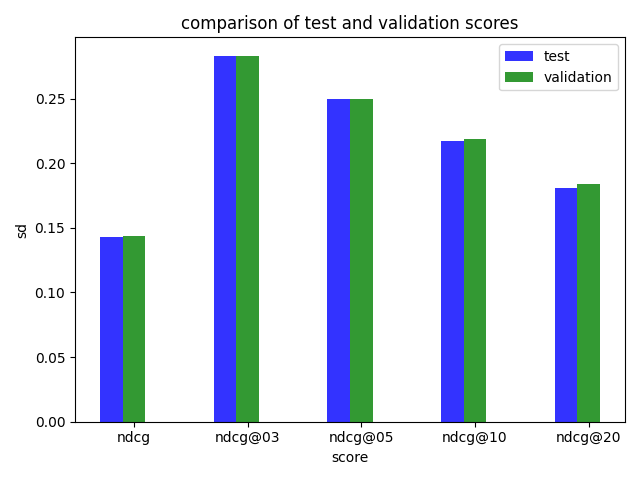 comparison of test and validation scores
test
validation
sd
0.25
0.20
0.15
0.10
0.05
0.00
ndcg ndcg@03 ndcg@05 ndcg@10 ndcg@20
score